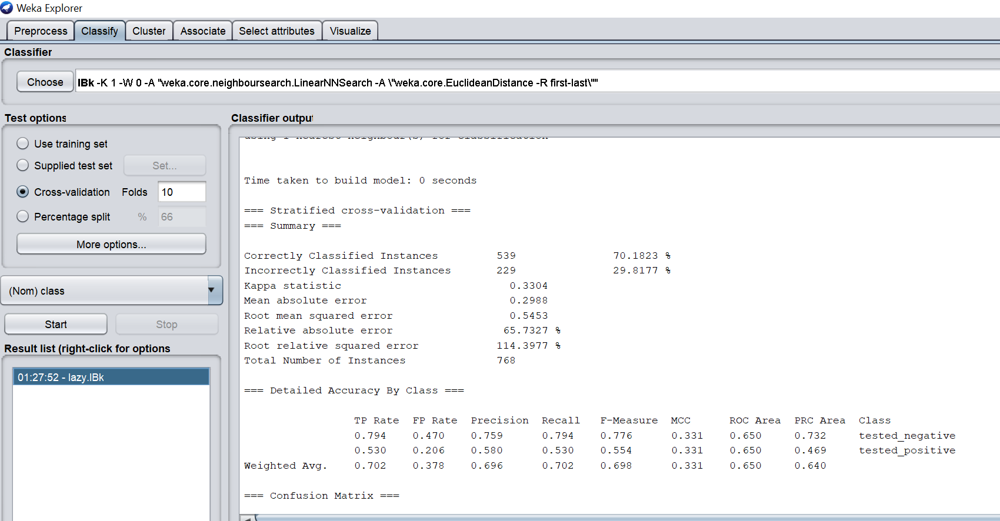 Weka Explorer
Preprocess Classify Cluster Associate Select attributes Visualize
Classifier
Choose IBk -K 1 -W 0 -A "weka.core.neighboursearch.LinearNNSearch -A \"weka.core.EuclideanDistance -R first-last\""
Test options
Use training set
Supplied test set Set...
Cross-validation Folds 10
Percentage split % 66
More options...
(Nom) class
Start Stop
Result list (right-click for options
01:27:52 - lazy.IBk
Classifier output
using 1 nearest neighbour(s) for classification
Time taken to build model: 0 seconds
=== Stratified cross-validation ===
=== Summary ===
Correctly Classified Instances 539 70.1823 %
Incorrectly Classified Instances 229 29.8177 %
Kappa statistic 0.3304
Mean absolute error 0.2988
Root mean squared error 0.5453
Relative absolute error 65.7327 %
Root relative squared error 114.3977 %
Total Number of Instances 768
=== Detailed Accuracy By Class ===
TP Rate FP Rate Precision Recall F-Measure MCC ROC Area PRC Area Class
0.794 0.470 0.759 0.794 0.776 0.331 0.650 0.732 tested_negative
0.530 0.206 0.580 0.530 0.554 0.331 0.650 0.469 tested_positive
Weighted Avg. 0.702 0.378 0.696 0.702 0.698 0.331 0.650 0.640
=== Confusion Matrix ===